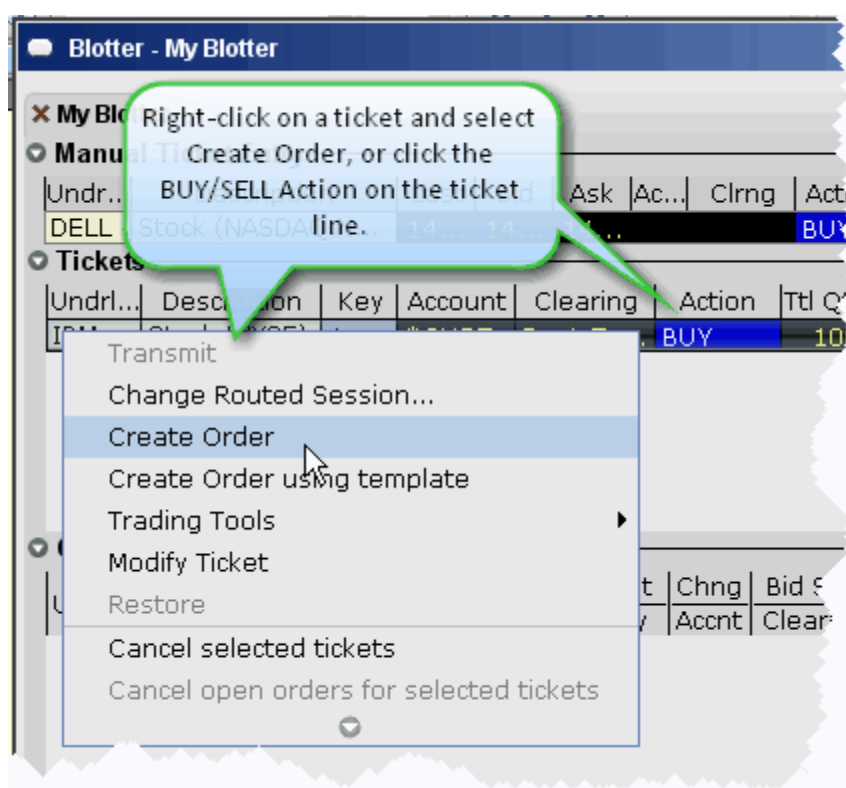 Blotter - My Blotter
My Blo
Right-click on a ticket and select
Create Order, or click the
BUY/SELL Action on the ticket
line.
Manua
Undr... Ask Ac... Clrng Act
DELL Stock (NASDA 14... 14... 14... BUY
Tickets
Undrl... Description Key Account Clearing Action Ttl Q
BUY 10
Transmit
Change Routed Session...
Create Order
Create Order using template
Trading Tools
Modify Ticket
Restore
Cancel selected tickets
Cancel open orders for selected tickets
t Chng Bid S
Accnt Clear